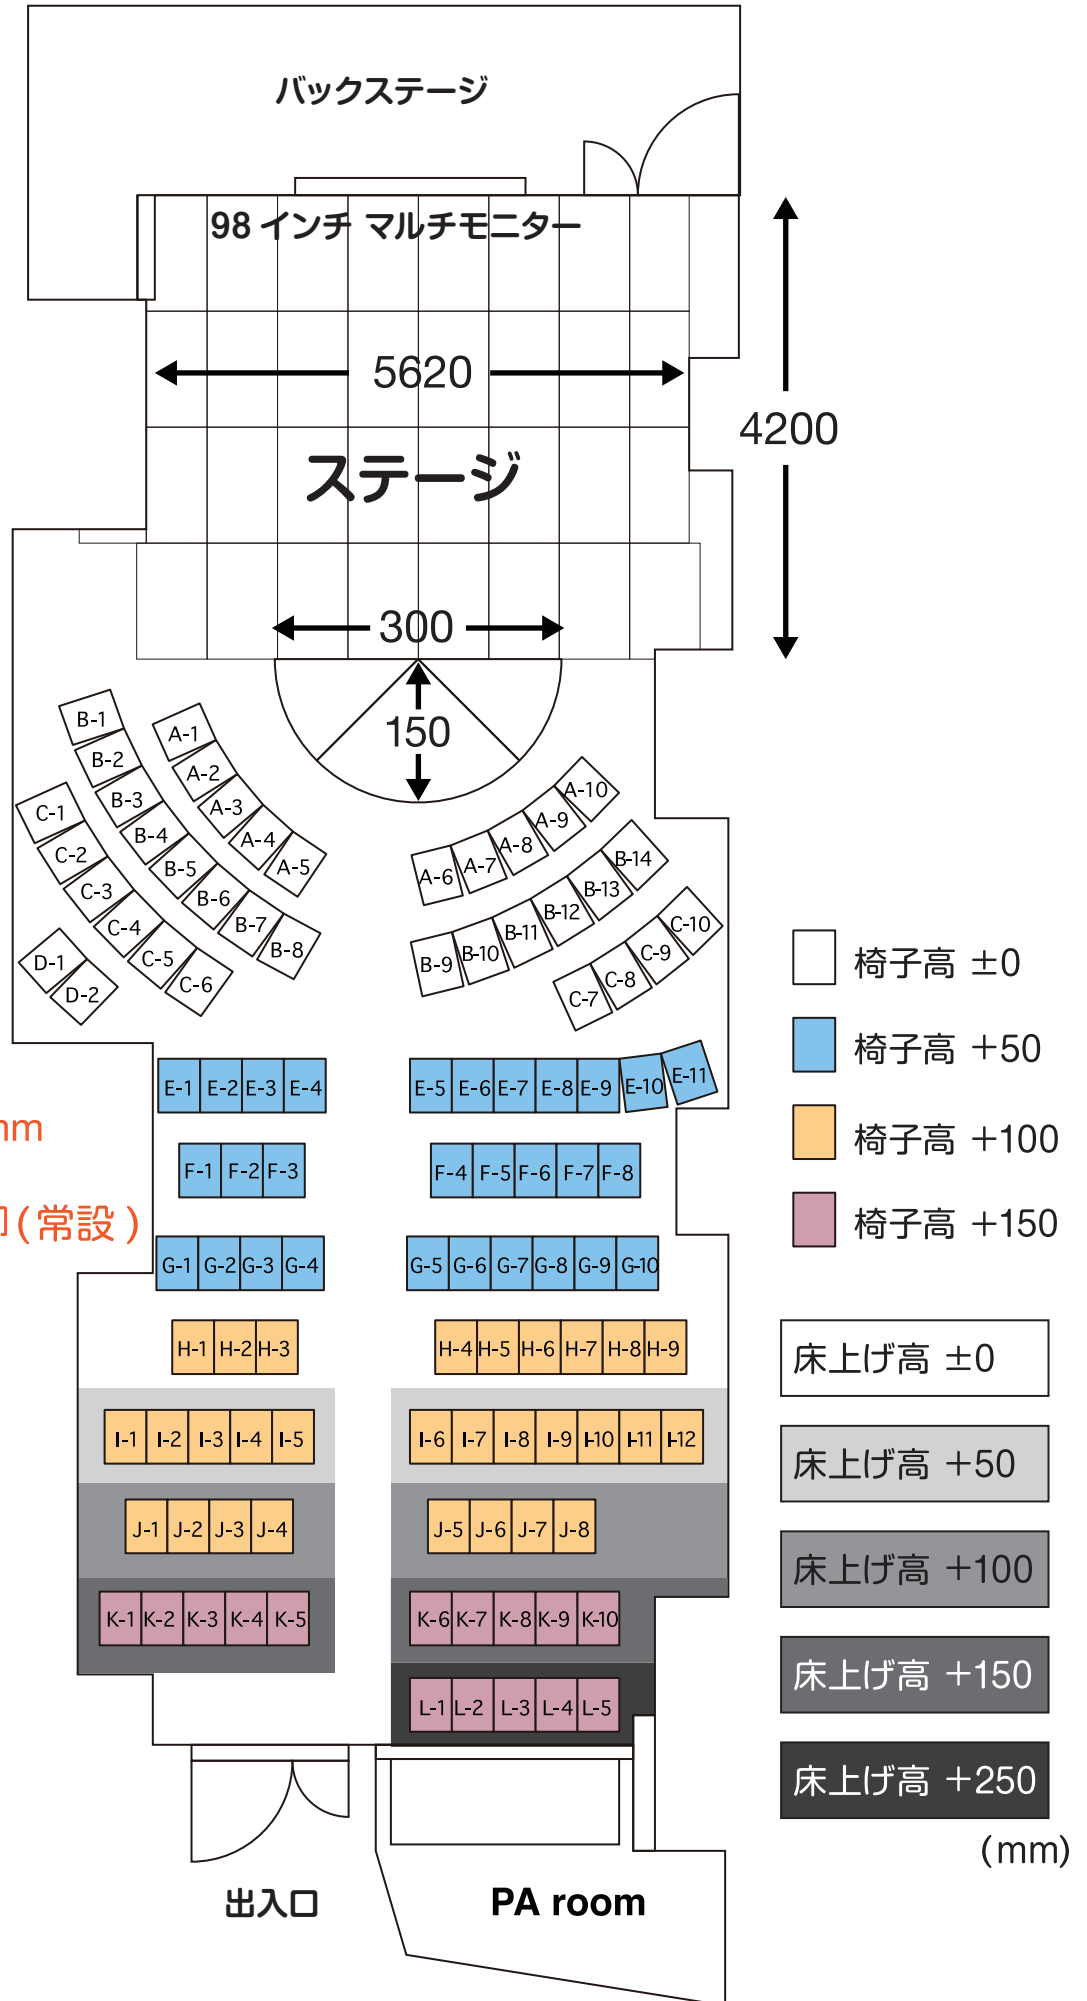 バックステージ
98 インチ マルチモニター
5620
4200
ステージ
300
150
B-1
A-1
B-2
A-2
A-10
C-1
B-3
A-3
A-9
B-4
A-4
A-8
C-2
B-5
A-5
A-7
B-14
C-3
B-6
A-6
B-13
C-4
B-7
B-12
C-10
D-1
C-5
B-8
B-11
C-9
D-2
C-6
B-9
B-10
C-8
C-7
椅子高 ±0
椅子高 +50
椅子高 +100
椅子高 +150
E-1 E-2 E-3 E-4 E-5 E-6 E-7 E-8 E-9 E-10 E-11
mm
F-1 F-2 F-3 F-4 F-5 F-6 F-7 F-8
(常設)
G-1 G-2 G-3 G-4 G-5 G-6 G-7 G-8 G-9 G-10
H-1 H-2 H-3 H-4 H-5 H-6 H-7 H-8 H-9
I-1 I-2 I-3 I-4 I-5 I-6 I-7 I-8 I-9 I-10 I-11 I-12
J-1 J-2 J-3 J-4 J-5 J-6 J-7 J-8
K-1 K-2 K-3 K-4 K-5 K-6 K-7 K-8 K-9 K-10
L-1 L-2 L-3 L-4 L-5
床上げ高 ±0
床上げ高 +50
床上げ高 +100
床上げ高 +150
床上げ高 +250
(mm)
出入口
PA room